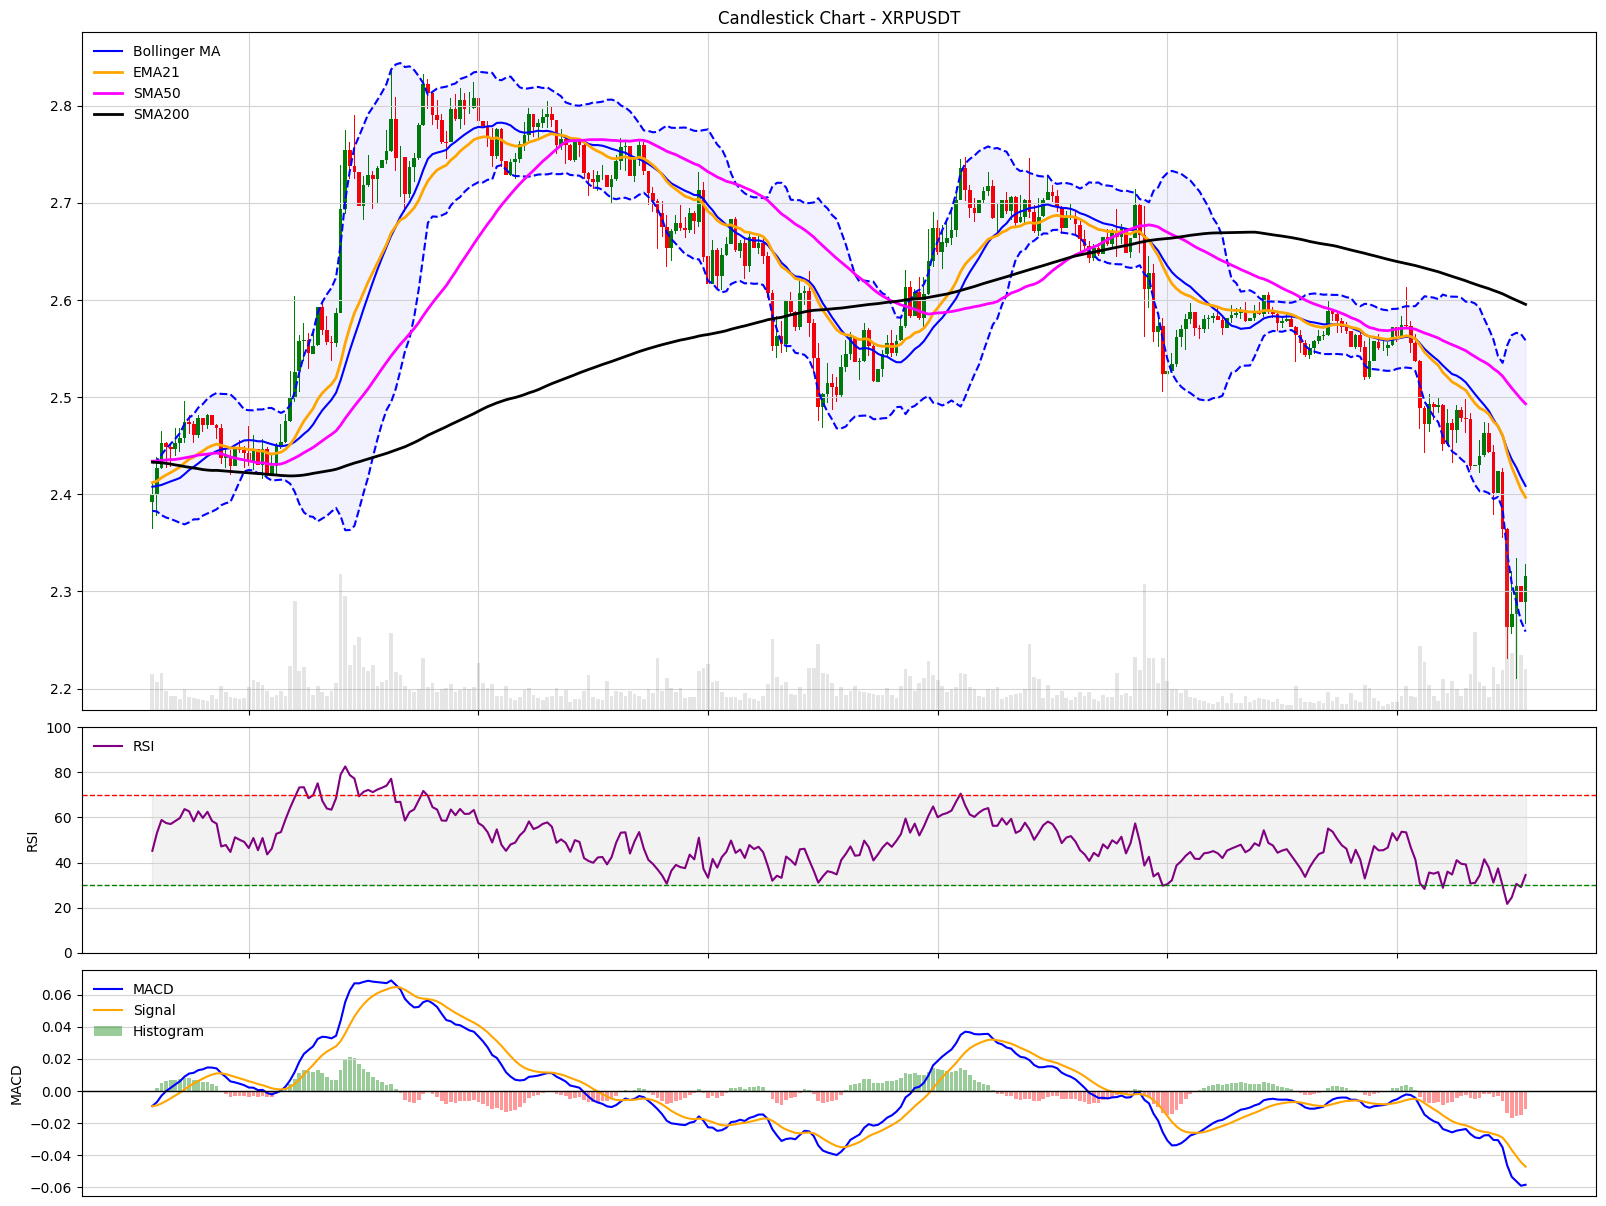 Candlestick Chart - XRPUSDT
Bollinger MA
EMA21
SMA50
SMA200
2.8
2.7
2.6
2.5
2.4
2.3
2.2
RSI
100
80
60
40
20
0
RSI
MACD
Signal
Histogram
0.06
0.04
0.02
0.00
−0.02
−0.04
−0.06
MACD